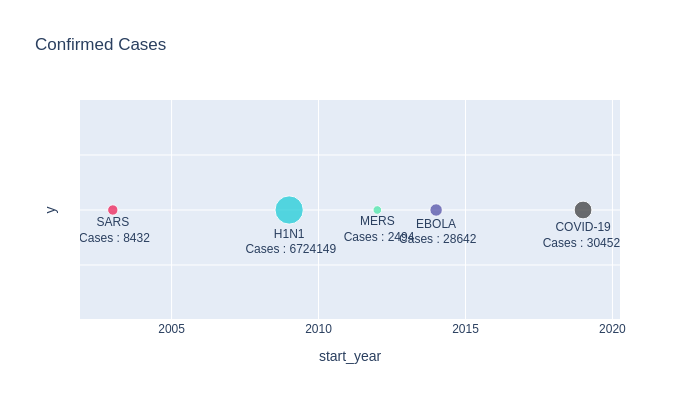 Confirmed Cases
y
SARS
Cases : 8432
H1N1
Cases : 6724149
MERS
Cases : 2494
EBOLA
Cases : 28642
COVID-19
Cases : 30452
2005
2010
2015
2020
start_year